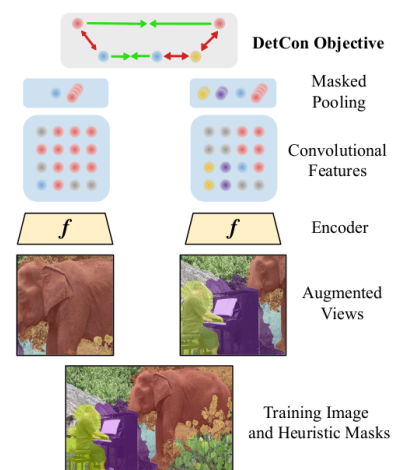 DetCon Objective
Masked
Pooling
Convolutional
Features
f
f
Encoder
Augmented
Views
Training Image
and Heuristic Masks